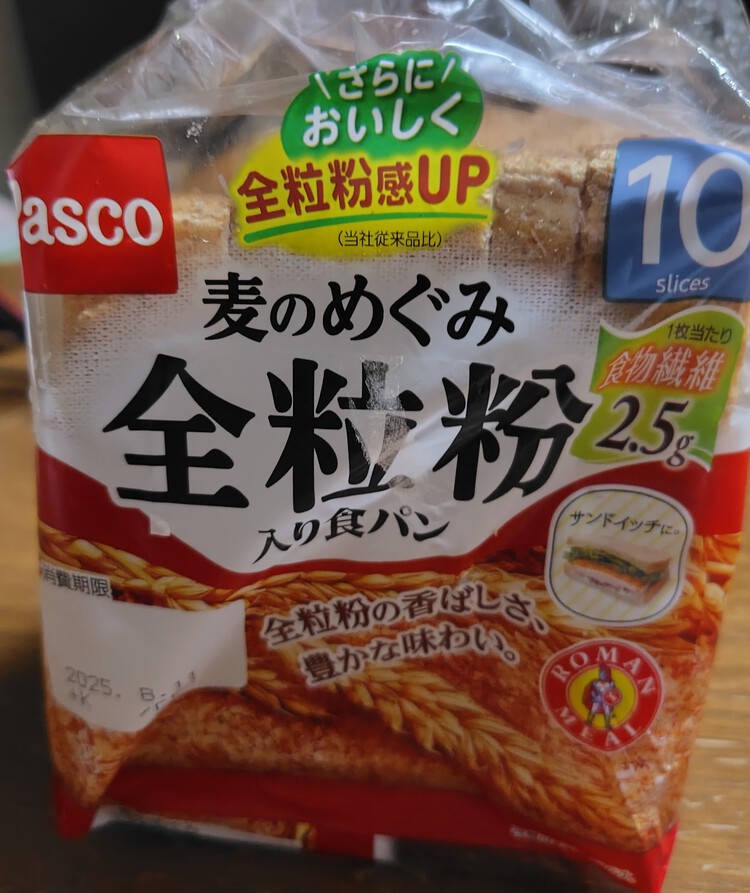 さらに
おいしく
全粒粉感UP
(当社従来品比)
Pasco
10
slices
麦のめぐみ
全粒粉
入り食パン
1枚当たり
食物繊維
2.5g
サンドイッチに。
消費期限
2025.
全粒粉の香ばしさ、
豊かな味わい。
ROMAN
MEAL